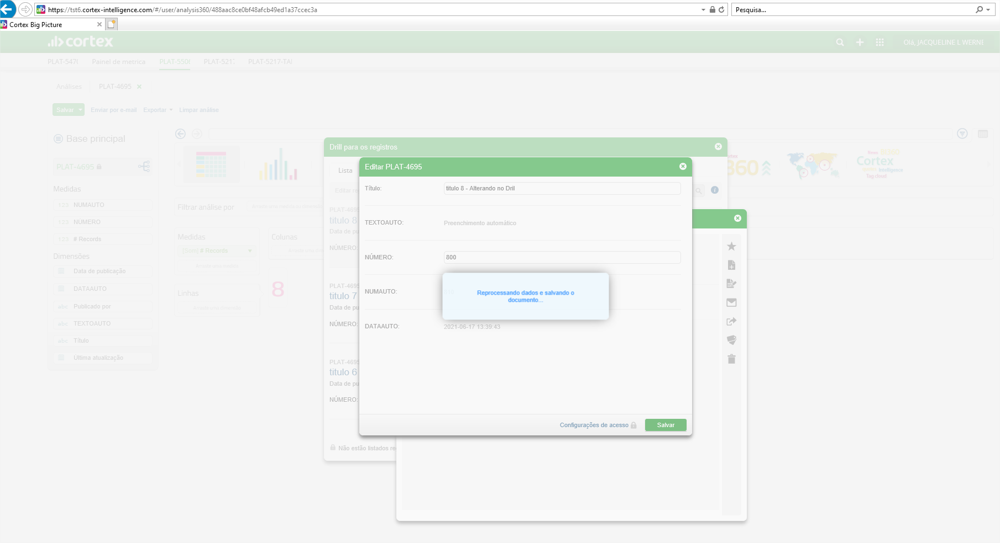 https://tst6.cortex-intelligence.com/#/user/analysis360/488aac8ce0bf48afcb49ed1a37ccec3a
Pesquisa...
Cortex Big Picture
cortex
Olá, JACQUELINE L WERNE
PLAT-547
Painel de metrica
PLAT-550
PLAT-521
PLAT-5217-TA
Análises
PLAT-4695
Salvar
Enviar por e-mail
Exportar
Limpar análise
Base principal
PLAT-4695
Medidas
123 NUMAUTO
123 NÚMERO
123 # Records
Dimensões
Data de publicação
DATAAUTO
abc Publicado por
abc TEXTOAUTO
abc Título
Última atualização
Filtrar análise por
Medidas
[Som] # Records
Colunas
Linhas
8
Drill para os registros
Lista
Editar re
PLAT-4695
titulo 8
Data de pu
NÚMERO:
PLAT-4695
titulo 7
Data de pu
NÚMERO:
PLAT-4695
titulo 6
Data de pu
NÚMERO:
Não estão listados re
Editar PLAT-4695
Título:
titulo 8 - Alterando no Dril
TEXTOAUTO:
Preenchimento automático
NÚMERO:
800
NUMAUTO:
Reprocessando dados e salvando o
documento...
DATAAUTO:
2021-06-17 13:39:43
Configurações de acesso
Salvar
360
News
Cortex
Intelligence
Tag cloud